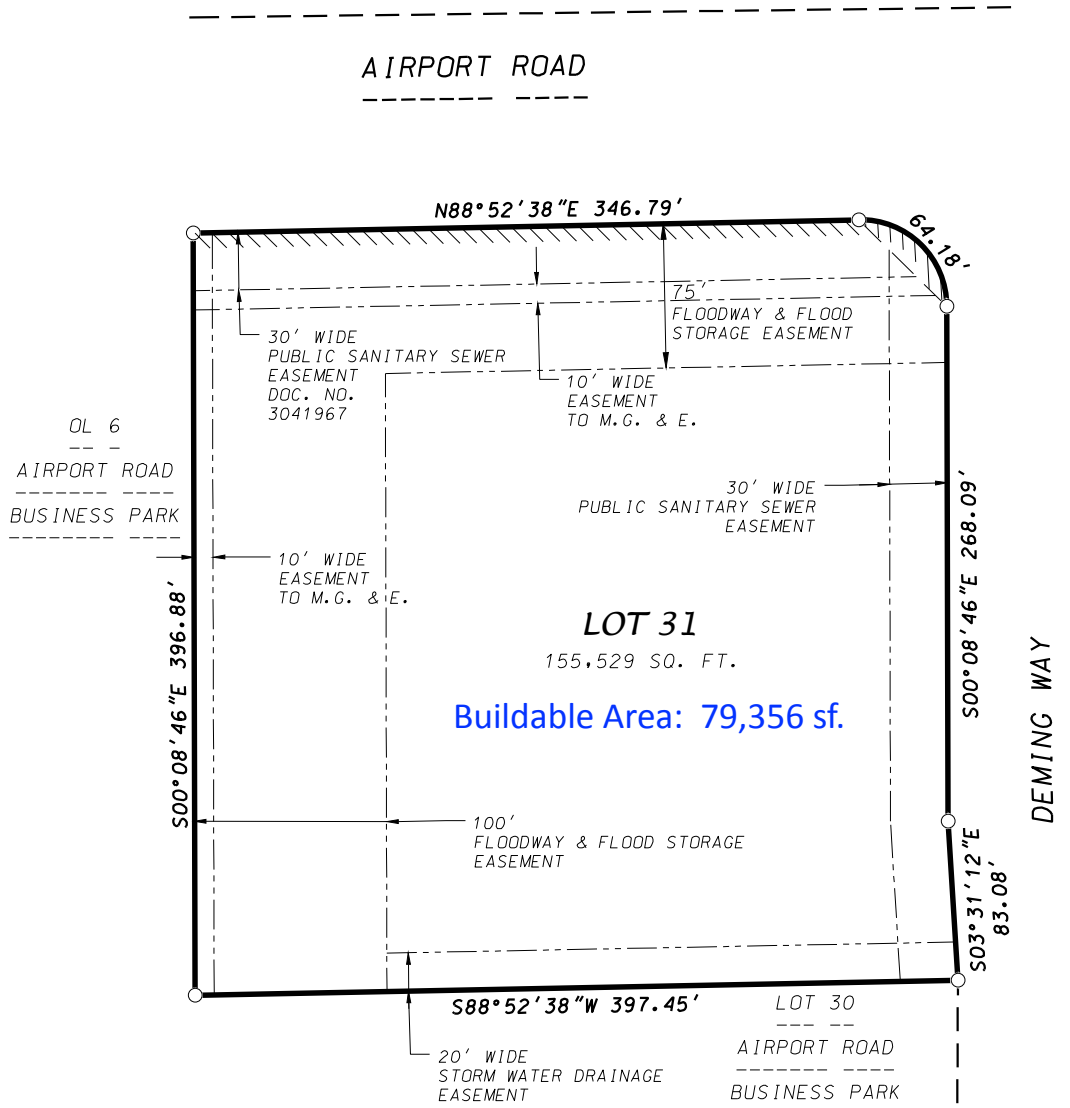 AIRPORT ROAD
N88°52'38"E 346.79'
64.18'
75'
FLOODWAY & FLOOD
STORAGE EASEMENT
30' WIDE
PUBLIC SANITARY SEWER
EASEMENT
DOC. NO.
3041967
10' WIDE
EASEMENT
TO M.G. & E.
OL 6
AIRPORT ROAD
BUSINESS PARK
30' WIDE
PUBLIC SANITARY SEWER
EASEMENT
S00°08'46"E 268.09'
10' WIDE
EASEMENT
TO M.G. & E.
S00°08'46"E 396.88'
LOT 31
155,529 SQ. FT.
Buildable Area: 79,356 sf.
DEMING WAY
100'
FLOODWAY & FLOOD STORAGE
EASEMENT
S03°31'12"E
83.08'
S88°52'38"W 397.45'
LOT 30
AIRPORT ROAD
BUSINESS PARK
20' WIDE
STORM WATER DRAINAGE
EASEMENT